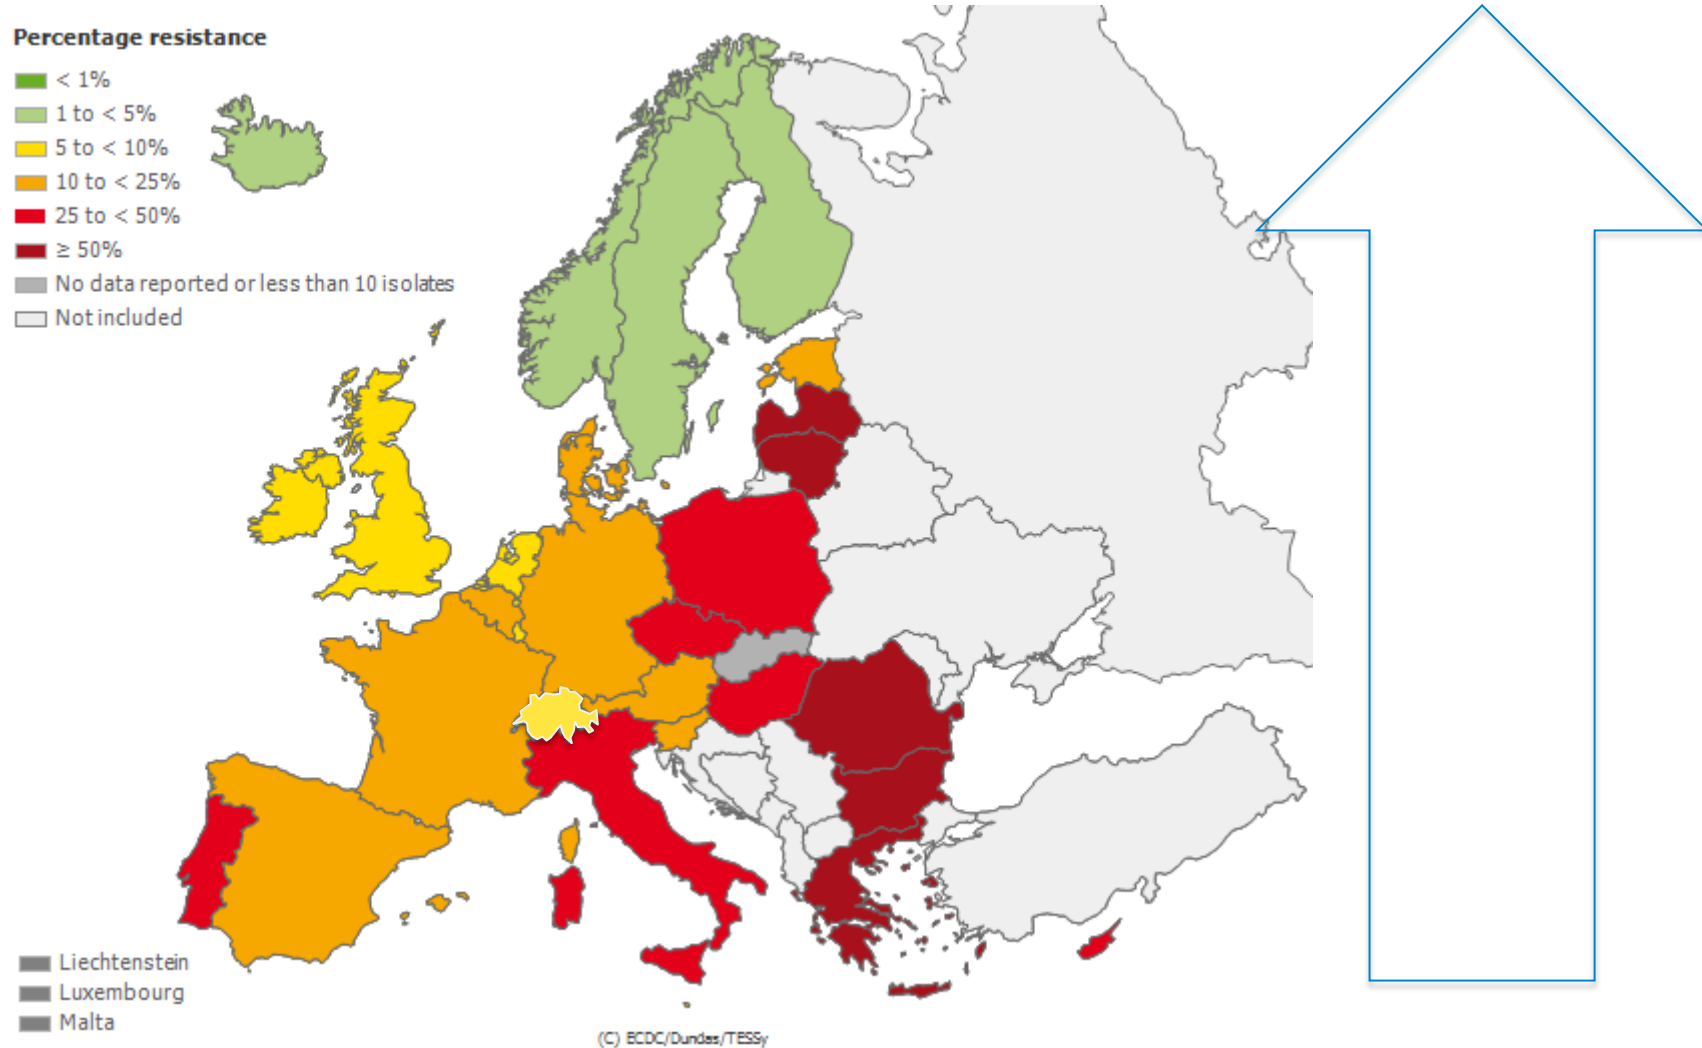 Percentage resistance
< 1%
1 to < 5%
5 to < 10%
10 to < 25%
25 to < 50%
≥ 50%
No data reported or less than 10 isolates
Not included
Liechtenstein
Luxembourg
Malta
(C) ECDC/Dundas/TESSy